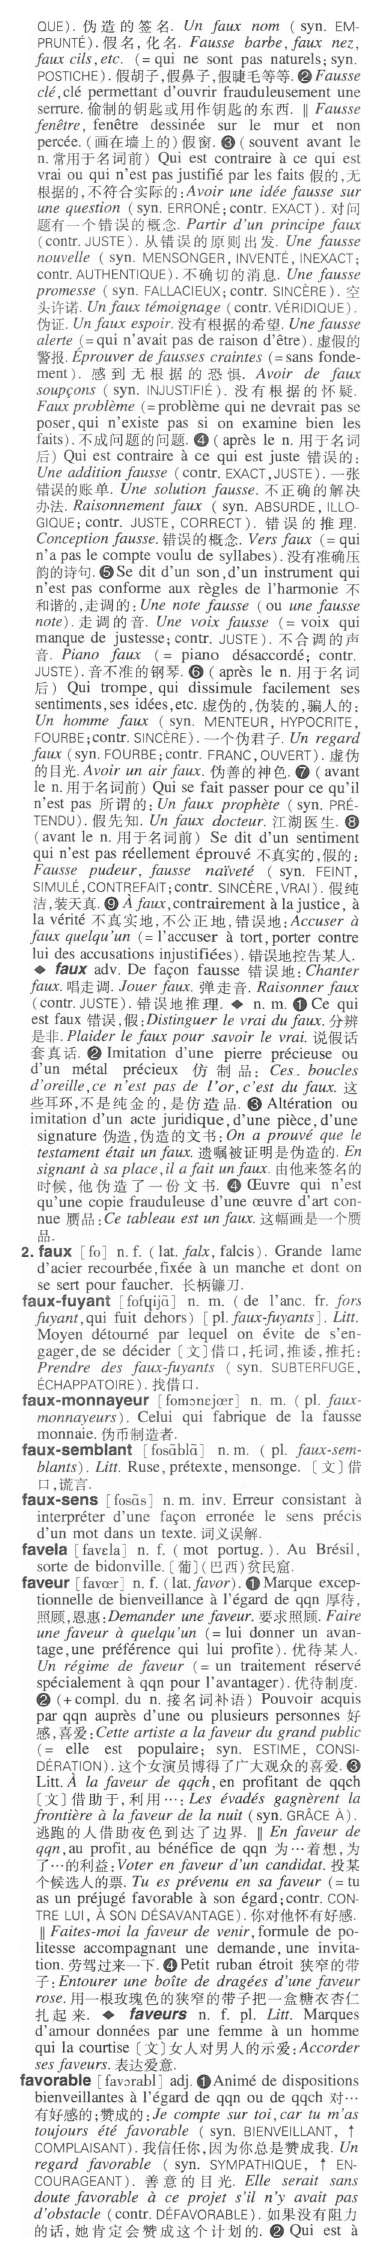 QUE). 伪造的签名. Un faux nom (syn. EM-
PRUNTÉ). 假名, 化名. Fausse barbe, faux nez,
faux cils, etc. (= qui ne sont pas naturels; syn.
POSTICHE). 假胡子,假鼻子,假睫毛等等. ❷ Fausse
clé, clé permettant d'ouvrir frauduleusement une
serrure. 偷制的钥匙或用作钥匙的东西. ‖ Fausse
fenêtre, fenêtre dessinée sur le mur et non
percée. (画在墙上的) 假窗. ❸ (souvent avant le
n. 常用于名词前) Qui est contraire à ce qui est
vrai ou qui n'est pas justifié par les faits 假的,无
根据的,不符合实际的: Avoir une idée fausse sur
une question (syn. ERRONÉ; contr. EXACT). 对问
题有一个错误的概念. Partir d'un principe faux
(contr. JUSTE). 从错误的原则出发. Une fausse
nouvelle (syn. MENSONGER, INVENTÉ, INEXACT;
contr. AUTHENTIQUE). 不确切的消息. Une fausse
promesse (syn. FALLACIEUX; contr. SINCÈRE). 空
头许诺. Un faux témoignage (contr. VÉRIDIQUE).
伪证. Un faux espoir. 没有根据的希望. Une fausse
alerte (= qui n'avait pas de raison d'être). 虚假的
警报. Éprouver de fausses craintes (= sans fonde-
ment). 感到无根据的恐惧. Avoir de faux
soupçons (syn. INJUSTIFIÉ). 没有根据的怀疑.
Faux problème (= problème qui ne devrait pas se
poser, qui n'existe pas si on examine bien les
faits). 不成问题的问题. ❹ (après le n. 用于名词
后) Qui est contraire à ce qui est juste 错误的:
Une addition fausse (contr. EXACT, JUSTE). 一张
错误的账单. Une solution fausse. 不正确的解决
办法. Raisonnement faux (syn. ABSURDE, ILLO-
GIQUE; contr. JUSTE, CORRECT). 错误的推理.
Conception fausse. 错误的概念. Vers faux (= qui
n'a pas le compte voulu de syllabes). 没有准确压
韵的诗句. ❺ Se dit d'un son, d'un instrument qui
n'est pas conforme aux règles de l'harmonie 不
和谐的,走调的: Une note fausse (ou une fausse
note). 走调的音. Une voix fausse (= voix qui
manque de justesse; contr. JUSTE). 不合调的声
音. Piano faux (= piano désaccordé; contr.
JUSTE). 音不准的钢琴. ❻ (après le n. 用于名词
后) Qui trompe, qui dissimule facilement ses
sentiments, ses idées, etc. 虚伪的,伪装的,骗人的:
Un homme faux (syn. MENTEUR, HYPOCRITE,
FOURBE; contr. SINCÈRE). 一个伪君子. Un regard
faux (syn. FOURBE; contr. FRANC, OUVERT). 虚伪
的目光. Avoir un air faux. 伪善的神色. ❼ (avant
le n. 用于名词前) Qui se fait passer pour ce qu'il
n'est pas 所谓的: Un faux prophète (syn. PRÉ-
TENDU). 假先知. Un faux docteur. 江湖医生. ❽
(avant le n. 用于名词前) Se dit d'un sentiment
qui n'est pas réellement éprouvé 不真实的,假的:
Fausse pudeur, fausse naïveté (syn. FEINT,
SIMULÉ, CONTREFAIT; contr. SINCÈRE, VRAI). 假纯
洁,装天真. ❾ À faux, contrairement à la justice, à
la vérité 不真实地,不公正地,错误地: Accuser à
faux quelqu'un (= l'accuser à tort, porter contre
lui des accusations injustifiées). 错误地控告某人.
◆ faux adv. De façon fausse 错误地: Chanter
faux. 唱走调. Jouer faux. 弹走音. Raisonner faux
(contr. JUSTE). 错误地推理. ◆ n. m. ❶ Ce qui
est faux 错误,假: Distinguer le vrai du faux. 分辨
是非. Plaider le faux pour savoir le vrai. 说假话
套真话. ❷ Imitation d'une pierre précieuse ou
d'un métal précieux 仿制品: Ces boucles
d'oreille, ce n'est pas de l'or, c'est du faux. 这
些耳环,不是纯金的,是仿造品. ❸ Altération ou
imitation d'un acte juridique, d'une pièce, d'une
signature 伪造,伪造的文书: On a prouvé que le
testament était un faux. 遗嘱被证明是伪造的. En
signant à sa place, il a fait un faux. 由他来签名的
时候, 他伪造了一份文书. ❹ Œuvre qui n'est
qu'une copie frauduleuse d'une œuvre d'art con-
nue 赝品: Ce tableau est un faux. 这幅画是一个赝
品.
2. faux [fo] n. f. (lat. falx, falcis). Grande lame
d'acier recourbée, fixée à un manche et dont on
se sert pour faucher. 长柄镰刀.
faux-fuyant [fofɥijɑ̃] n. m. (de l'anc. fr. fors
fuyant, qui fuit dehors) [pl. faux-fuyants]. Litt.
Moyen détourné par lequel on évite de s'en-
gager, de se décider 〔文〕借口,托词,推诿,推托:
Prendre des faux-fuyants (syn. SUBTERFUGE,
ÉCHAPPATOIRE). 找借口.
faux-monnayeur [fomɔnɛjœr] n. m. (pl. faux-
monnayeurs). Celui qui fabrique de la fausse
monnaie. 伪币制造者.
faux-semblant [fosɑ̃blɑ̃] n. m. (pl. faux-sem-
blants). Litt. Ruse, prétexte, mensonge. 〔文〕借
口,谎言.
faux-sens [fosɑ̃s] n. m. inv. Erreur consistant à
interpréter d'une façon erronée le sens précis
d'un mot dans un texte. 词义误解.
favela [favɛla] n. f. (mot portug.). Au Brésil,
sorte de bidonville. [葡] (巴西) 贫民窟.
faveur [favœr] n. f. (lat. favor). ❶ Marque excep-
tionnelle de bienveillance à l'égard de qqn 厚待,
照顾,恩惠: Demander une faveur. 要求照顾. Faire
une faveur à quelqu'un (= lui donner un avan-
tage, une préférence qui lui profite). 优待某人.
Un régime de faveur (= un traitement réservé
spécialement à qqn pour l'avantager). 优待制度.
❷ (+ compl. du n. 接名词补语) Pouvoir acquis
par qqn auprès d'une ou plusieurs personnes 好
感,喜爱: Cette artiste a la faveur du grand public
(= elle est populaire; syn. ESTIME, CONSI-
DÉRATION). 这个女演员博得了广大观众的喜爱. ❸
Litt. À la faveur de qqch, en profitant de qqch
〔文〕借助于,利用…: Les évadés gagnèrent la
frontière à la faveur de la nuit (syn. GRÂCE À).
逃跑的人借助夜色到达了边界. ‖ En faveur de
qqn, au profit, au bénéfice de qqn 为…着想,为
了…的利益: Voter en faveur d'un candidat. 投某
个候选人的票. Tu es prévenu en sa faveur (= tu
as un préjugé favorable à son égard; contr. CON-
TRE LUI, À SON DÉSAVANTAGE). 你对他怀有好感.
‖ Faites-moi la faveur de venir, formule de po-
litesse accompagnant une demande, une invita-
tion. 劳驾过来一下. ❹ Petit ruban étroit 狭窄的带
子: Entourer une boîte de dragées d'une faveur
rose. 用一根玫瑰色的狭窄的带子把一盒糖衣杏仁
扎起来. ◆ faveurs n. f. pl. Litt. Marques
d'amour données par une femme à un homme
qui la courtise〔文〕女人对男人的示爱: Accorder
ses faveurs. 表达爱意.
favorable [favɔrabl] adj. ❶ Animé de dispositions
bienveillantes à l'égard de qqn ou de qqch 对…
有好感的;赞成的: Je compte sur toi, car tu m'as
toujours été favorable (syn. BIENVEILLANT, ↑
COMPLAISANT). 我信任你,因为你总是赞成我. Un
regard favorable (syn. SYMPATHIQUE, ↑ EN-
COURAGEANT). 善意的目光. Elle serait sans
doute favorable à ce projet s'il n'y avait pas
d'obstacle (contr. DÉFAVORABLE). 如果没有阻力
的话, 她肯定会赞成这个计划的. ❷ Qui est à